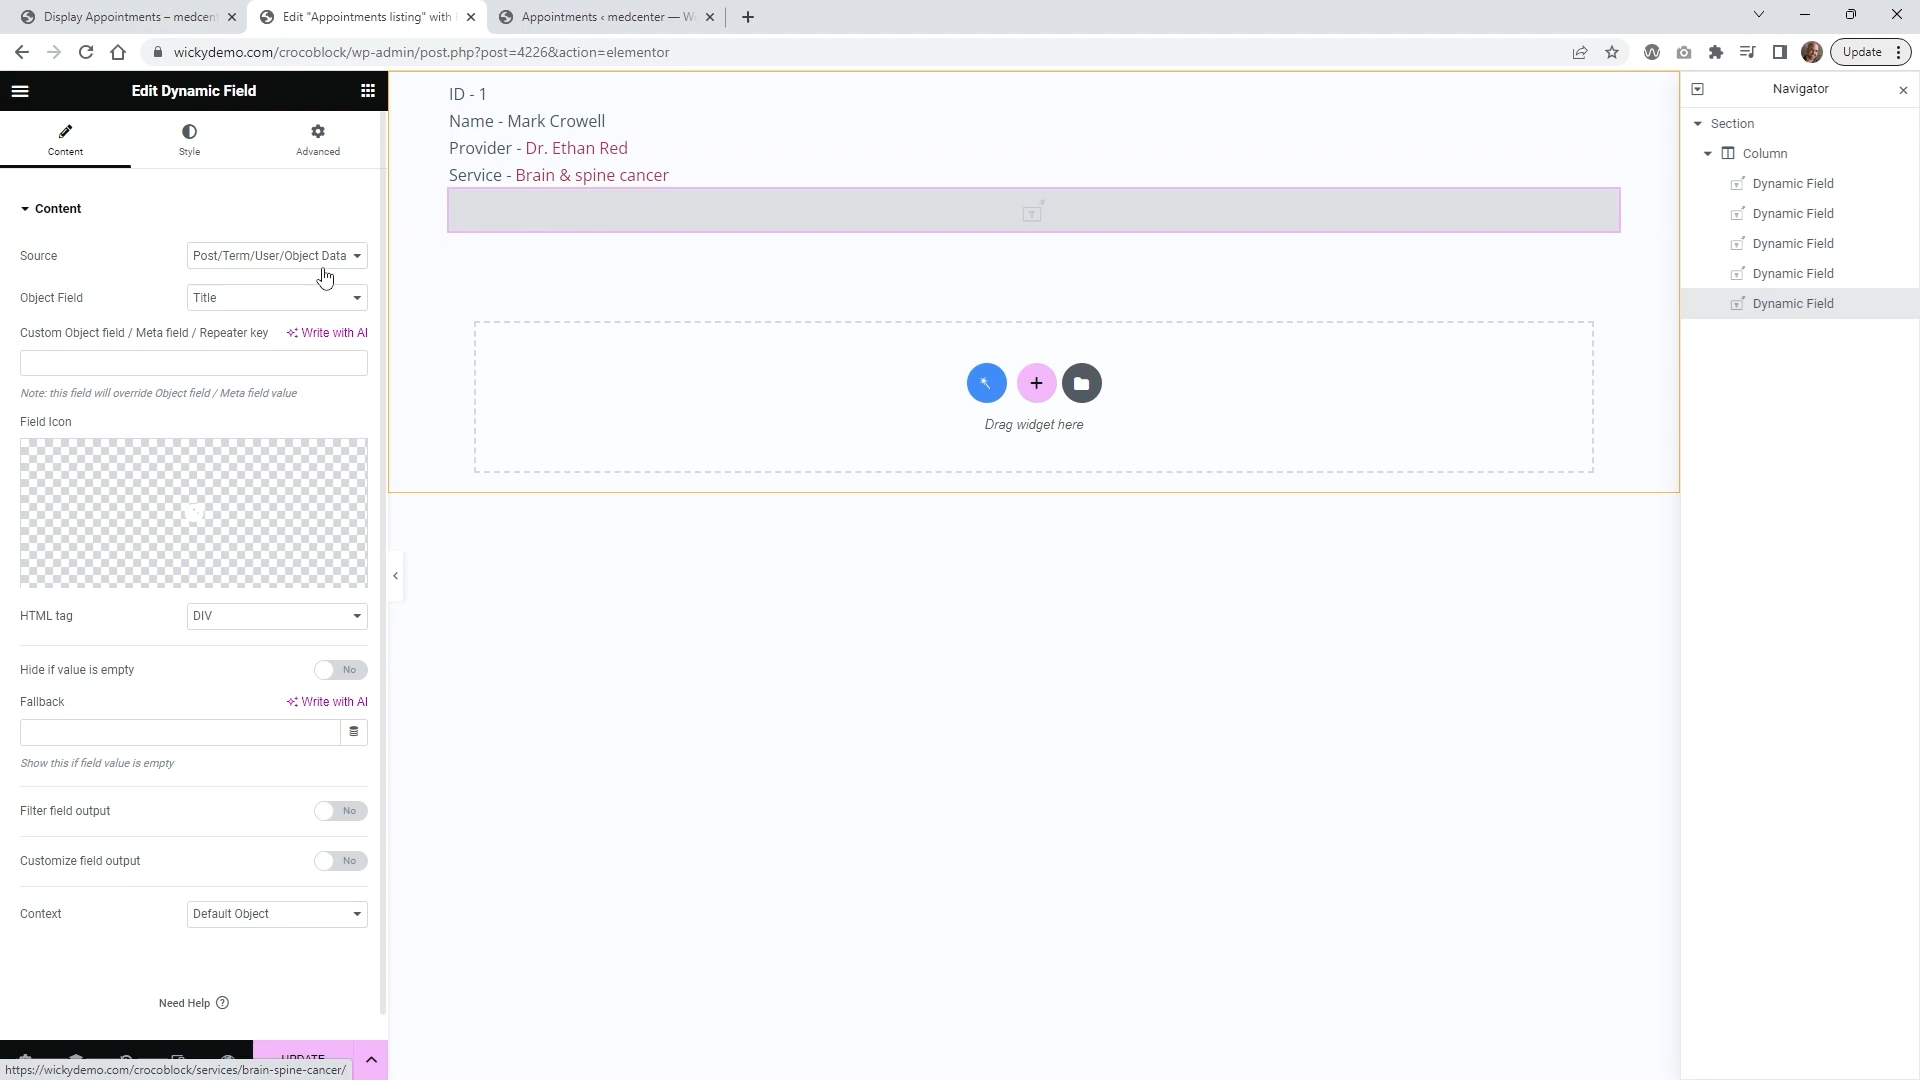 Display Appointments – medcen
Edit "Appointments listing" with
Appointments ‹ medcenter — W
wickydemo.com/crocoblock/wp-admin/post.php?post=4226&action=elementor
Update
Edit Dynamic Field
Content
Style
Advanced
Content
Source
Post/Term/User/Object Data
Object Field
Title
Custom Object field / Meta field / Repeater key
Write with AI
Note: this field will override Object field / Meta field value
Field Icon
HTML tag
DIV
Hide if value is empty
No
Fallback
Write with AI
Show this if field value is empty
Filter field output
No
Customize field output
No
Context
Default Object
Need Help
UPDATE
https://wickydemo.com/crocoblock/services/brain-spine-cancer/
ID - 1
Name - Mark Crowell
Provider - Dr. Ethan Red
Service - Brain & spine cancer
Drag widget here
Navigator
Section
Column
Dynamic Field
Dynamic Field
Dynamic Field
Dynamic Field
Dynamic Field